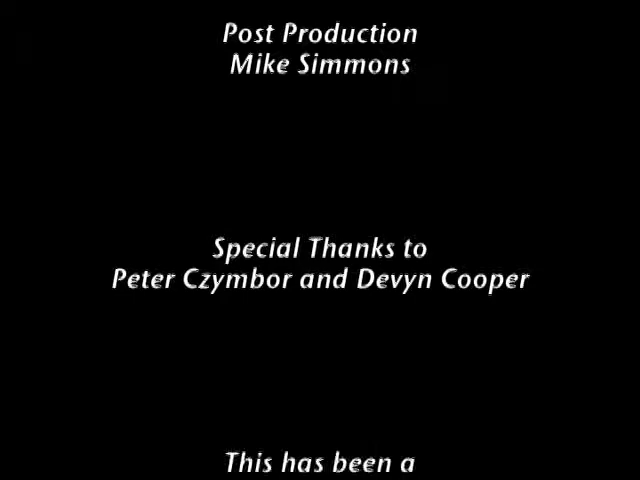 Post Production
Mike Simmons
Special Thanks to
Peter Czymbor and Devyn Cooper
This has been a